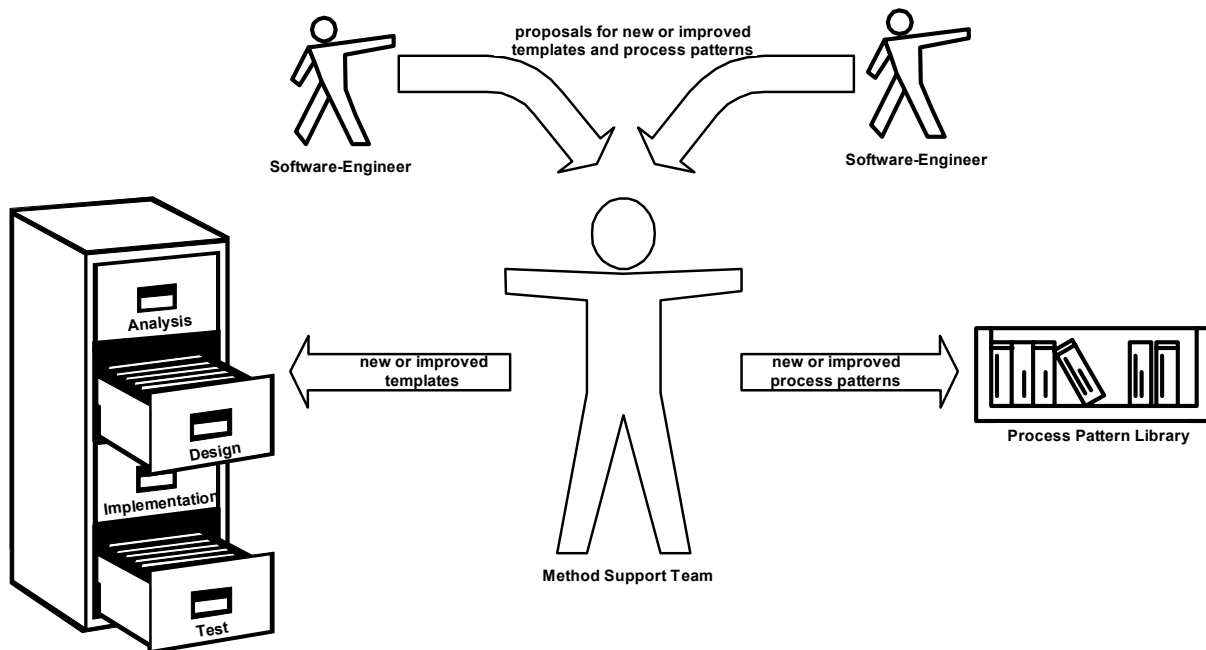 proposals for new or improved
templates and process patterns
Software-Engineer
Software-Engineer
Analysis
Design
Implementation
Test
new or improved
templates
new or improved
process patterns
Process Pattern Library
Method Support Team